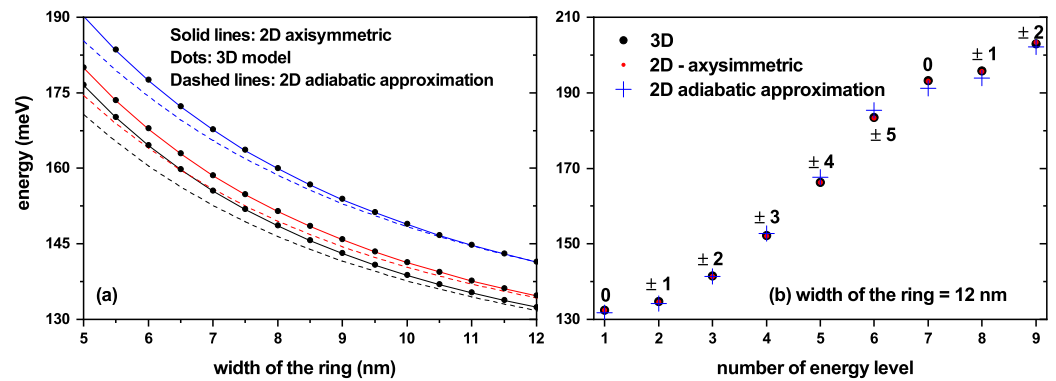 190
175
160
145
130
energy (meV)
Solid lines: 2D axisymmetric
Dots: 3D model
Dashed lines: 2D adiabatic approximation
(a)
5 6 7 8 9 10 11 12
width of the ring (nm)
210
190
170
150
130
3D
2D - axysimmetric
2D adiabatic approximation
0
± 1
± 2
± 3
± 4
± 5
0
± 1
± 2
(b) width of the ring = 12 nm
1 2 3 4 5 6 7 8 9
number of energy level